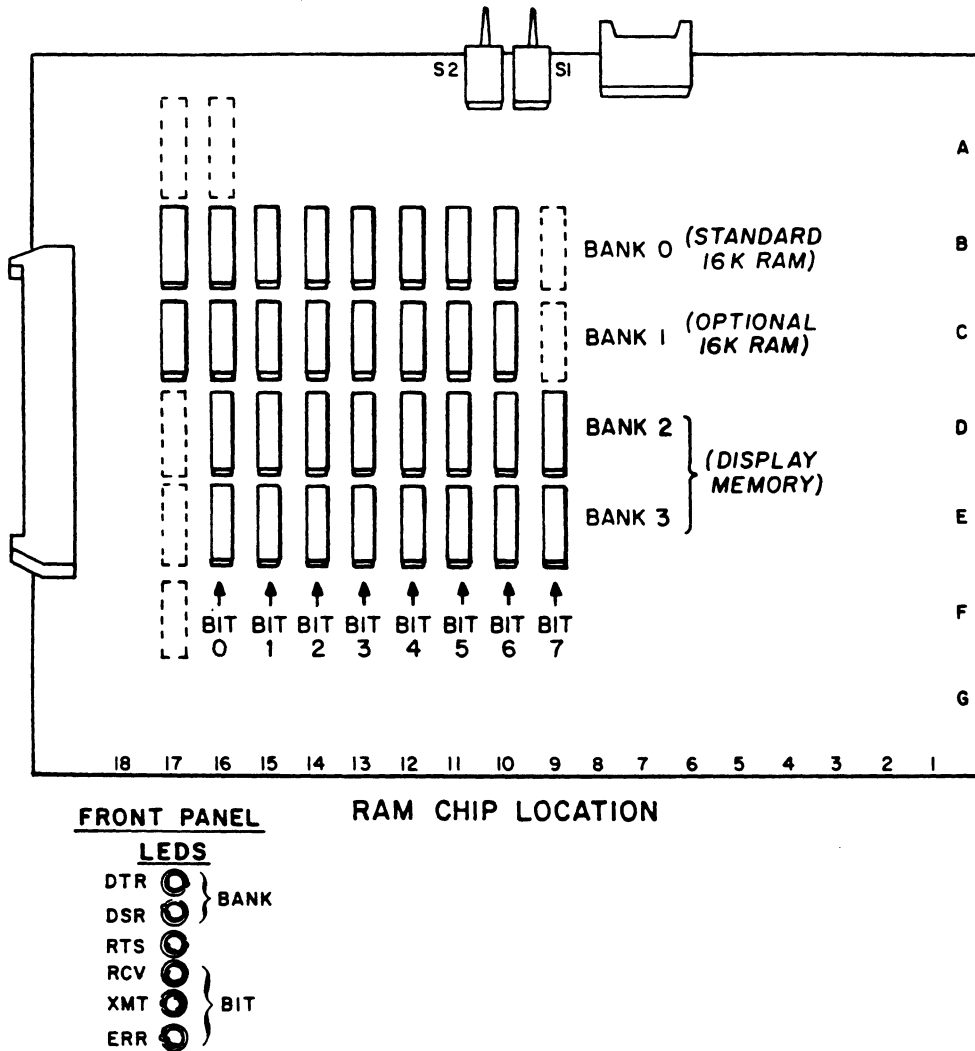 S2 S1
A
BANK 0 (STANDARD B
16K RAM)
BANK 1 (OPTIONAL C
16K RAM)
BANK 2 D
(DISPLAY
MEMORY)
BANK 3 E
BIT BIT BIT BIT BIT BIT BIT BIT F
0 1 2 3 4 5 6 7
G
18 17 16 15 14 13 12 11 10 9 8 7 6 5 4 3 2 1
RAM CHIP LOCATION
FRONT PANEL
LEDS
DTR
BANK
DSR
RTS
RCV
XMT BIT
ERR